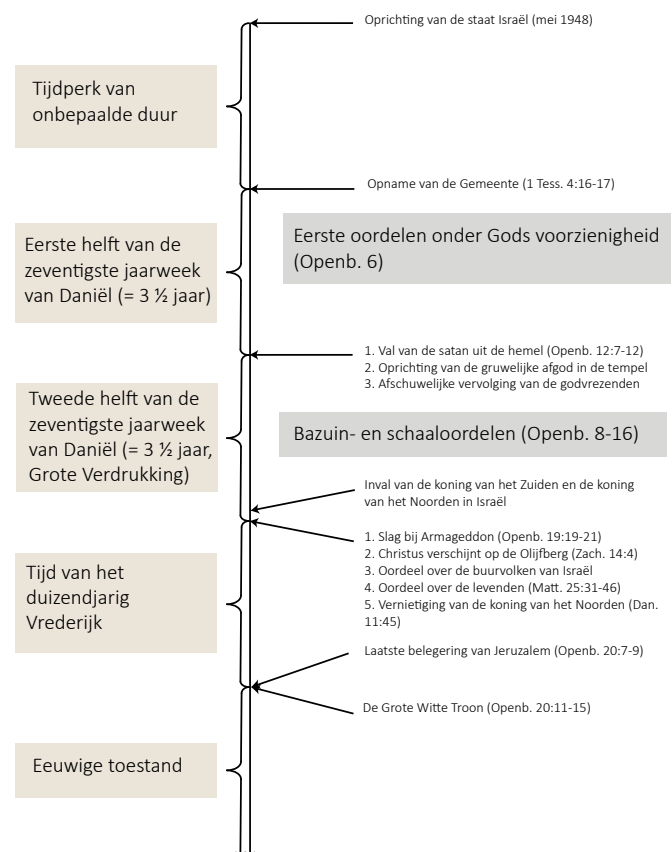 Oprichting van de staat Israël (mei 1948)
Tijdperk van
onbepaalde duur
Opname van de Gemeente (1 Tess. 4:16-17)
Eerste helft van de
zeventigste jaarweek
van Daniël (= 3 ½ jaar)
Eerste oordelen onder Gods voorzienigheid
(Openb. 6)
1. Val van de satan uit de hemel (Openb. 12:7-12)
2. Oprichting van de gruwelijke afgod in de tempel
3. Afschuwelijke vervolging van de godvrezenden
Tweede helft van de
zeventigste jaarweek
van Daniël (= 3 ½ jaar,
Grote Verdrukking)
Bazuin- en schaaloordelen (Openb. 8-16)
Inval van de koning van het Zuiden en de koning
van het Noorden in Israël
1. Slag bij Armageddon (Openb. 19:19-21)
2. Christus verschijnt op de Olijfberg (Zach. 14:4)
3. Oordeel over de buurvolken van Israël
4. Oordeel over de levenden (Matt. 25:31-46)
5. Vernietiging van de koning van het Noorden (Dan.
11:45)
Tijd van het
duizendjarig
Vrederijk
Laatste belegering van Jeruzalem (Openb. 20:7-9)
De Grote Witte Troon (Openb. 20:11-15)
Eeuwige toestand